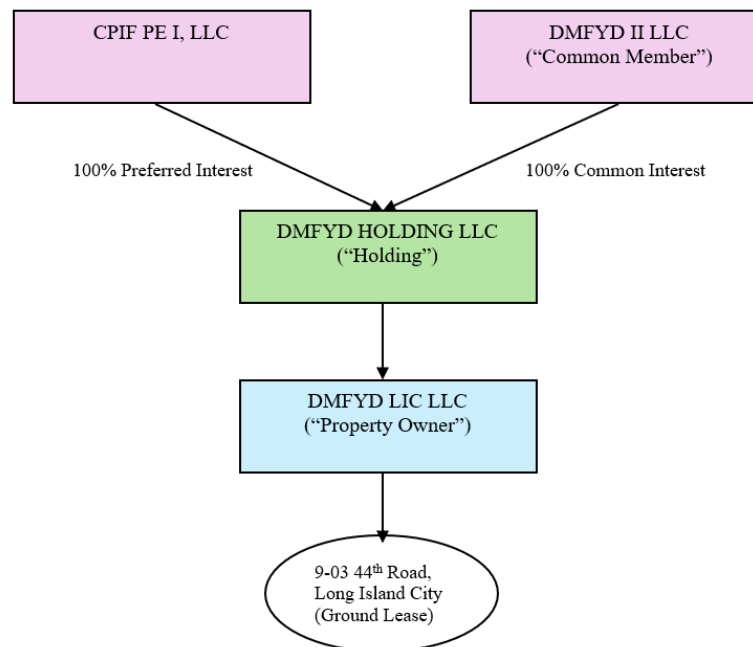 CPIF PE I, LLC
DMFYD II LLC
(“Common Member”)
100% Preferred Interest
100% Common Interest
DMFYD HOLDING LLC
(“Holding”)
DMFYD LIC LLC
(“Property Owner”)
9-03 44th Road,
Long Island City
(Ground Lease)